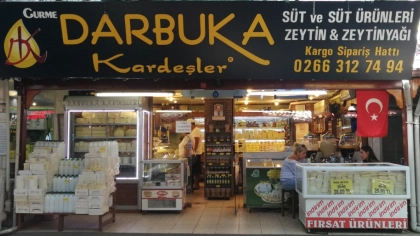 GURME
DARBUKA
Kardeşler
SÜT ve SÜT ÜRÜNLERİ
ZEYTİN & ZEYTİNYAĞI
Kargo Sipariş Hattı
0266 312 74 94
FIRSAT ÜRÜNLERİ